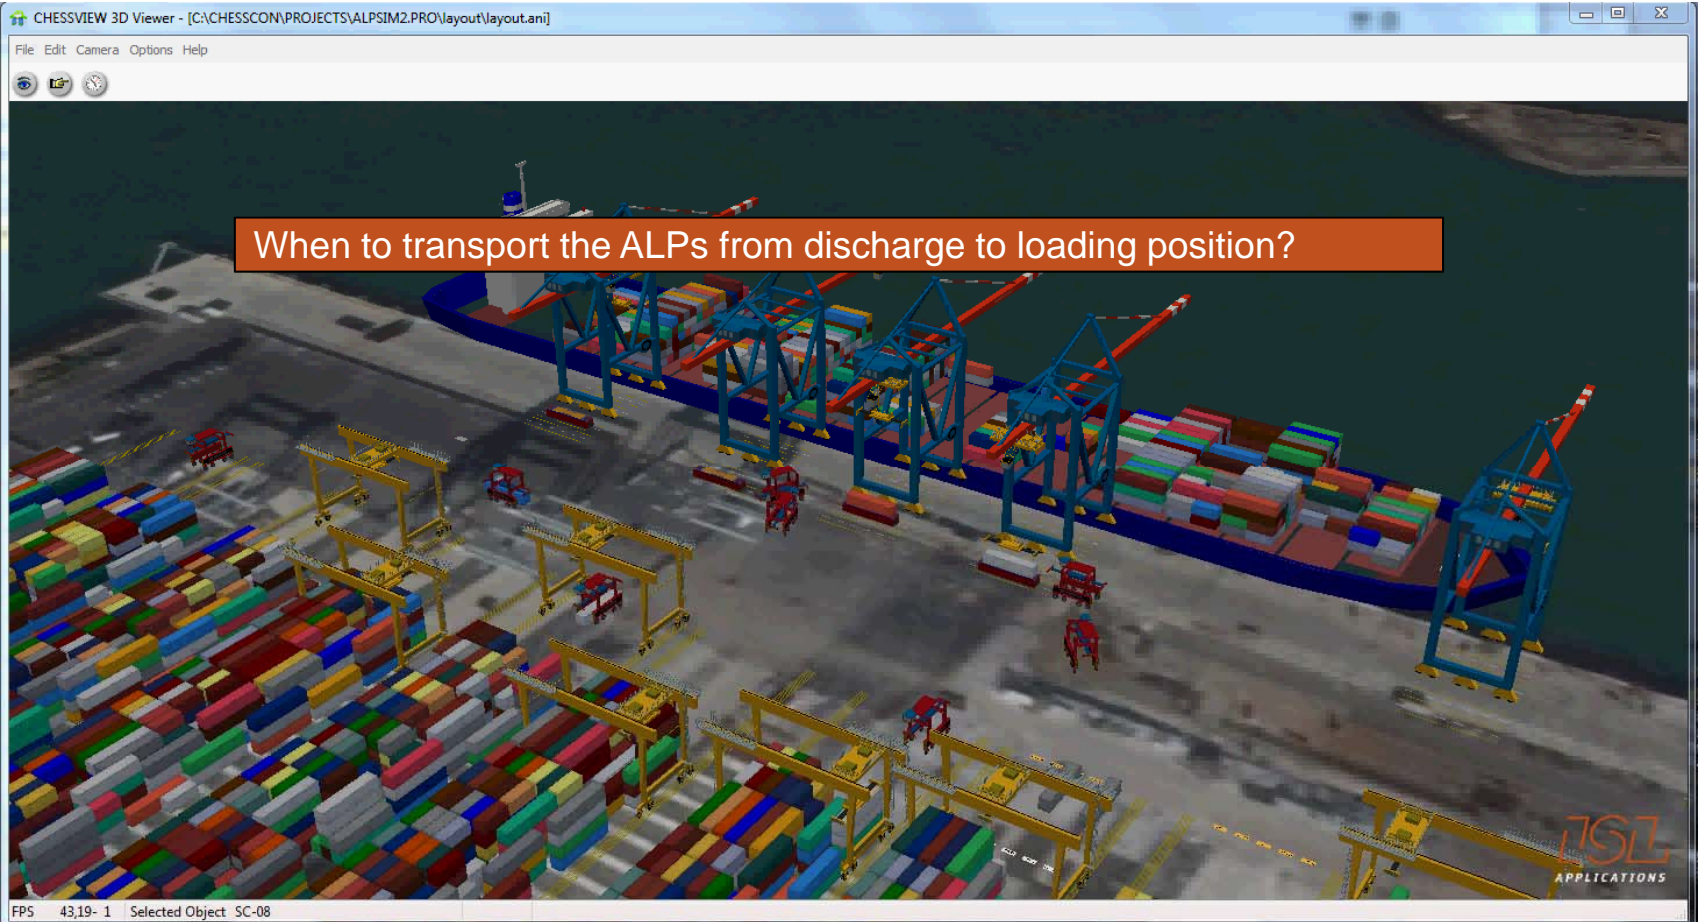 CHESSVIEW 3D Viewer - [C:\CHESSCON\PROJECTS\ALPSIM2.PRO\layout\layout.ani]
File Edit Camera Options Help
When to transport the ALPs from discharge to loading position?
ISL
APPLICATIONS
FPS 43,19- 1 Selected Object SC-08